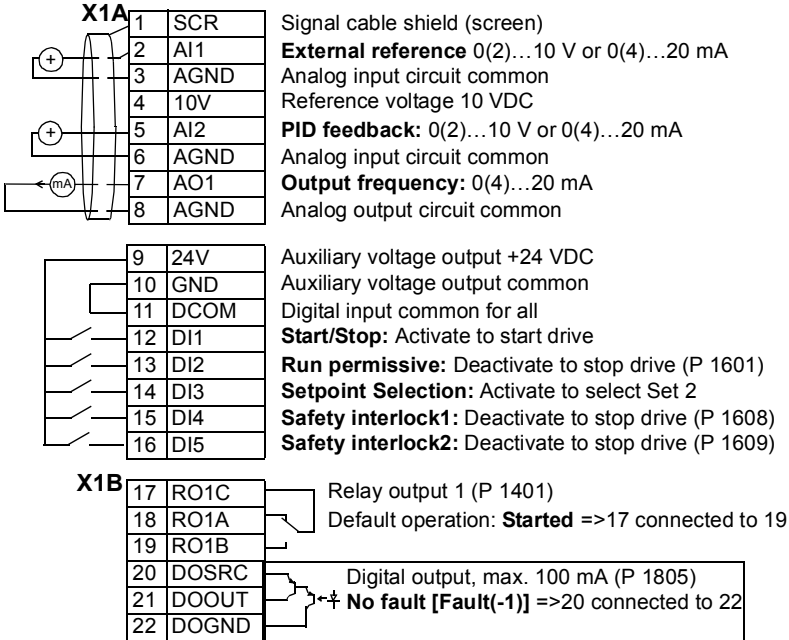 X1A
1 SCR Signal cable shield (screen)
2 AI1 External reference 0(2)…10 V or 0(4)…20 mA
+
3 AGND Analog input circuit common
4 10V Reference voltage 10 VDC
5 AI2 PID feedback: 0(2)…10 V or 0(4)…20 mA
+
6 AGND Analog input circuit common
7 AO1 Output frequency: 0(4)…20 mA
mA
8 AGND Analog output circuit common
9 24V Auxiliary voltage output +24 VDC
10 GND Auxiliary voltage output common
11 DCOM Digital input common for all
12 DI1 Start/Stop: Activate to start drive
13 DI2 Run permissive: Deactivate to stop drive (P 1601)
14 DI3 Setpoint Selection: Activate to select Set 2
15 DI4 Safety interlock1: Deactivate to stop drive (P 1608)
16 DI5 Safety interlock2: Deactivate to stop drive (P 1609)
X1B
17 RO1C Relay output 1 (P 1401)
18 RO1A Default operation: Started =>17 connected to 19
19 RO1B
20 DOSRC Digital output, max. 100 mA (P 1805)
21 DOOUT No fault [Fault(-1)] =>20 connected to 22
22 DOGND